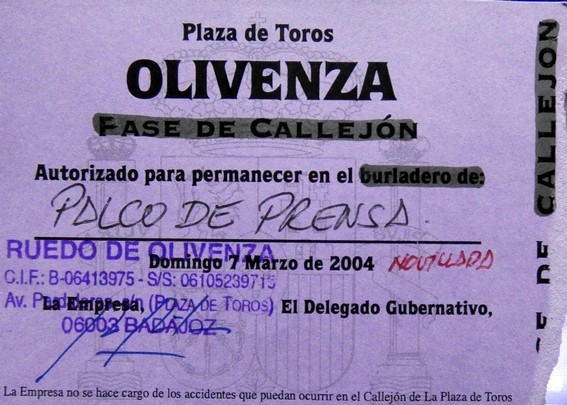 Plaza de Toros
OLIVENZA
FASE DE CALLEJÓN
Autorizado para permanecer en el burladero de:
PALCO DE PRENSA.
RUEDO DE OLIVENZA
Domingo 7 Marzo de 2004 NOVILLADA
C.I.F.: B-06413975 - S/S: 06105239715
Av. s/n (PLAZA DE TOROS)
La Empresa, El Delegado Gubernativo,
06003 BADAJOZ
La Empresa no se hace cargo de los accidentes que puedan ocurrir en el Callejón de La Plaza de Toros
SE DE CALLEJON